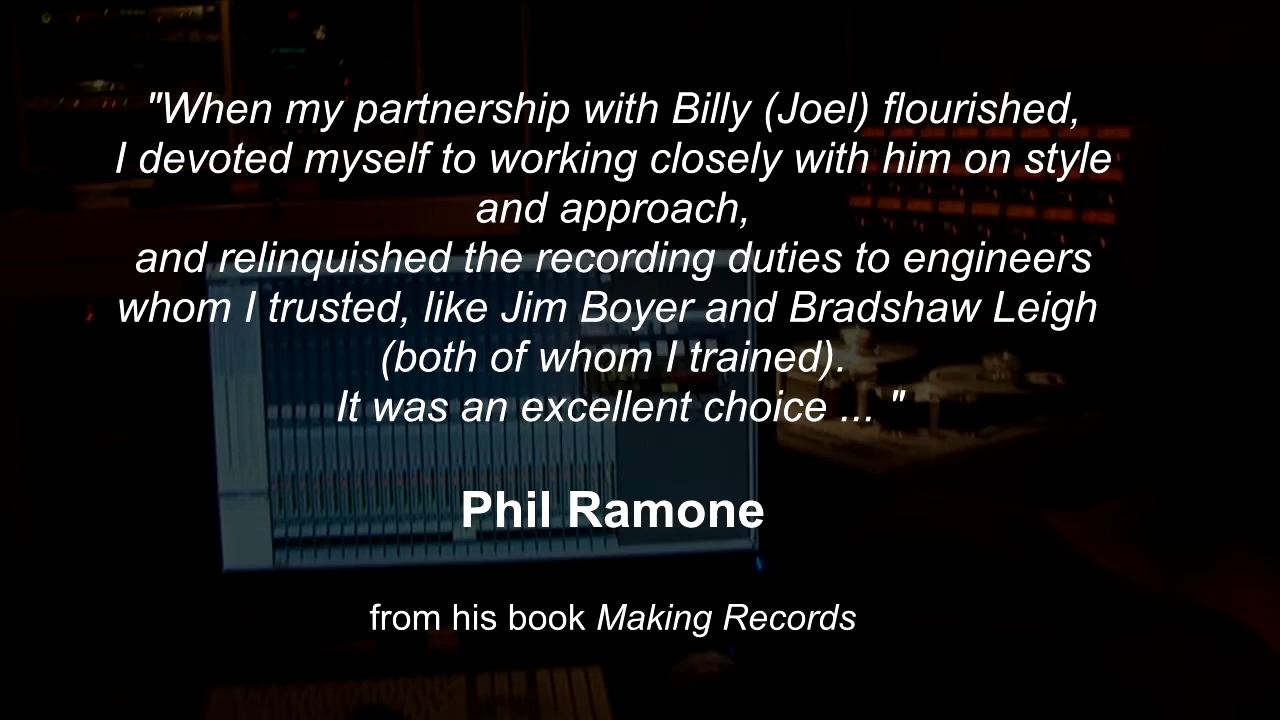 "When my partnership with Billy (Joel) flourished,
I devoted myself to working closely with him on style
and approach,
and relinquished the recording duties to engineers
whom I trusted, like Jim Boyer and Bradshaw Leigh
(both of whom I trained).
It was an excellent choice ... "
Phil Ramone
from his book Making Records